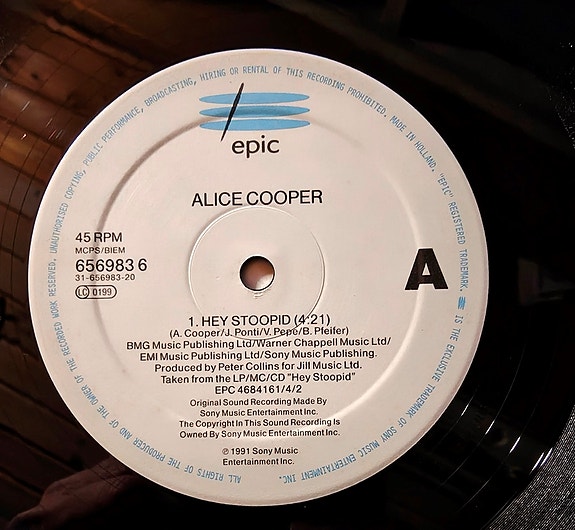 ALL RIGHTS OF THE PRODUCER AND OF THE OWNER OF THE RECORDED WORK RESERVED. UNAUTHORISED COPYING, PUBLIC PERFORMANCE, BROADCASTING, HIRING OR RENTAL OF THIS RECORDING PROHIBITED. MADE IN HOLLAND. "EPIC" REGISTERED TRADEMARK. IS THE EXCLUSIVE TRADEMARK OF SONY MUSIC ENTERTAINMENT INC.
epic
ALICE COOPER
45 RPM
MCPS/BIEM
656983 6
31-656983-20
LC 0199
A
1. HEY STOOPID (4:21)
(A. Cooper/J. Ponti/V. Pepe/B. Pfeifer)
BMG Music Publishing Ltd/Warner Chappell Music Ltd/
EMI Music Publishing Ltd/Sony Music Publishing.
Produced by Peter Collins for Jill Music Ltd.
Taken from the LP/MC/CD "Hey Stoopid"
EPC 4684161/4/2
Original Sound Recording Made By
Sony Music Entertainment Inc.
The Copyright In This Sound Recording Is
Owned By Sony Music Entertainment Inc.
℗ 1991 Sony Music
Entertainment Inc.